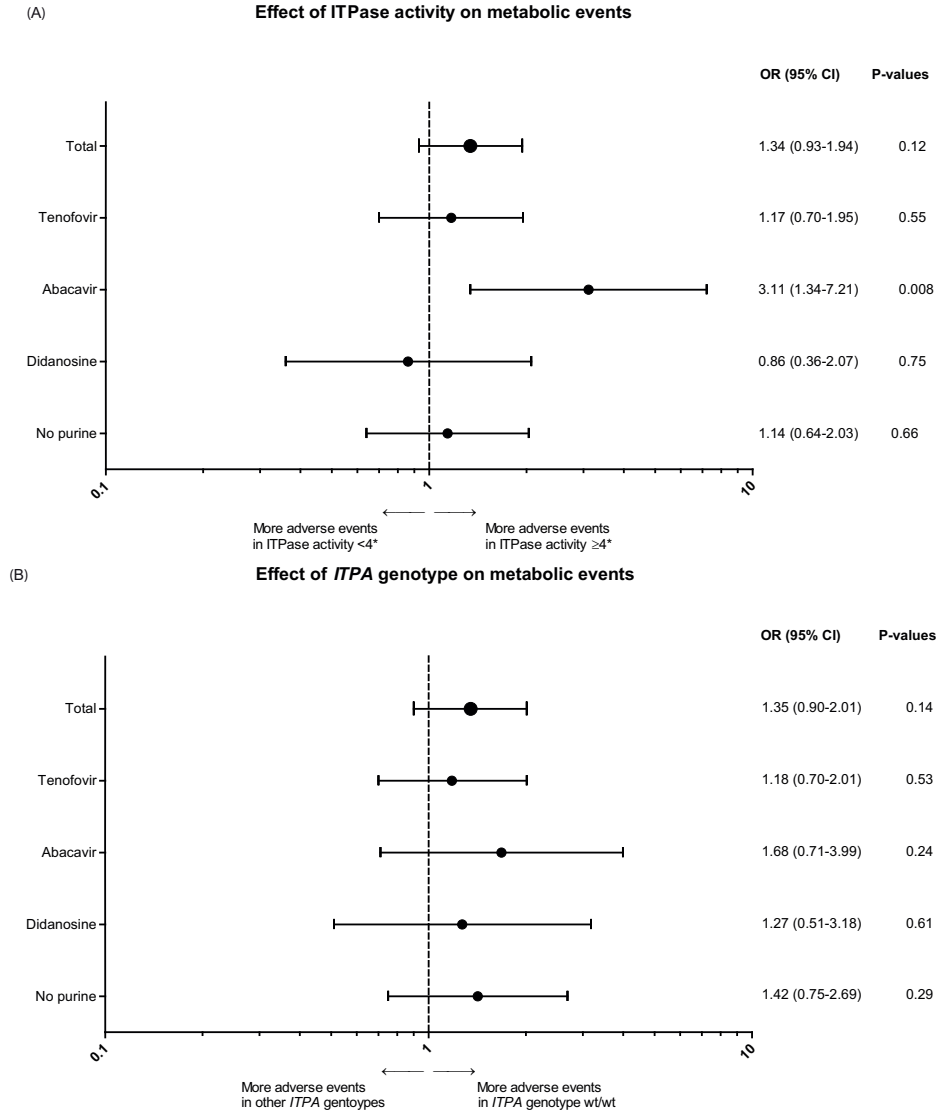 (A)
Effect of ITPase activity on metabolic events
OR (95% CI) P-values
Total 1.34 (0.93-1.94) 0.12
Tenofovir 1.17 (0.70-1.95) 0.55
Abacavir 3.11 (1.34-7.21) 0.008
Didanosine 0.86 (0.36-2.07) 0.75
No purine 1.14 (0.64-2.03) 0.66
0.1 1 10
← →
More adverse events More adverse events
in ITPase activity <4* in ITPase activity ≥4*
(B)
Effect of ITPA genotype on metabolic events
OR (95% CI) P-values
Total 1.35 (0.90-2.01) 0.14
Tenofovir 1.18 (0.70-2.01) 0.53
Abacavir 1.68 (0.71-3.99) 0.24
Didanosine 1.27 (0.51-3.18) 0.61
No purine 1.42 (0.75-2.69) 0.29
0.1 1 10
← →
More adverse events More adverse events
in other ITPA gentoypes in ITPA genotype wt/wt